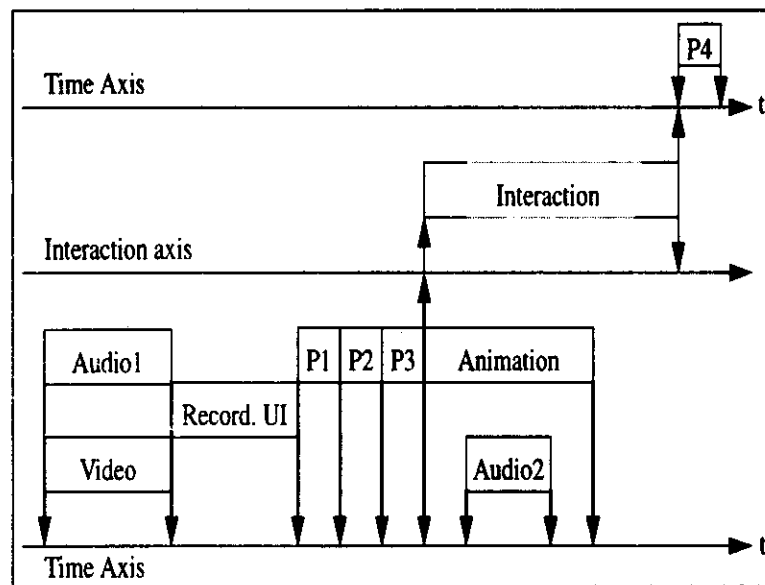 P4
Time Axis
t
Interaction
Interaction axis
Audio1
P1
P2
P3
Animation
Record. UI
Video
Audio2
t
Time Axis